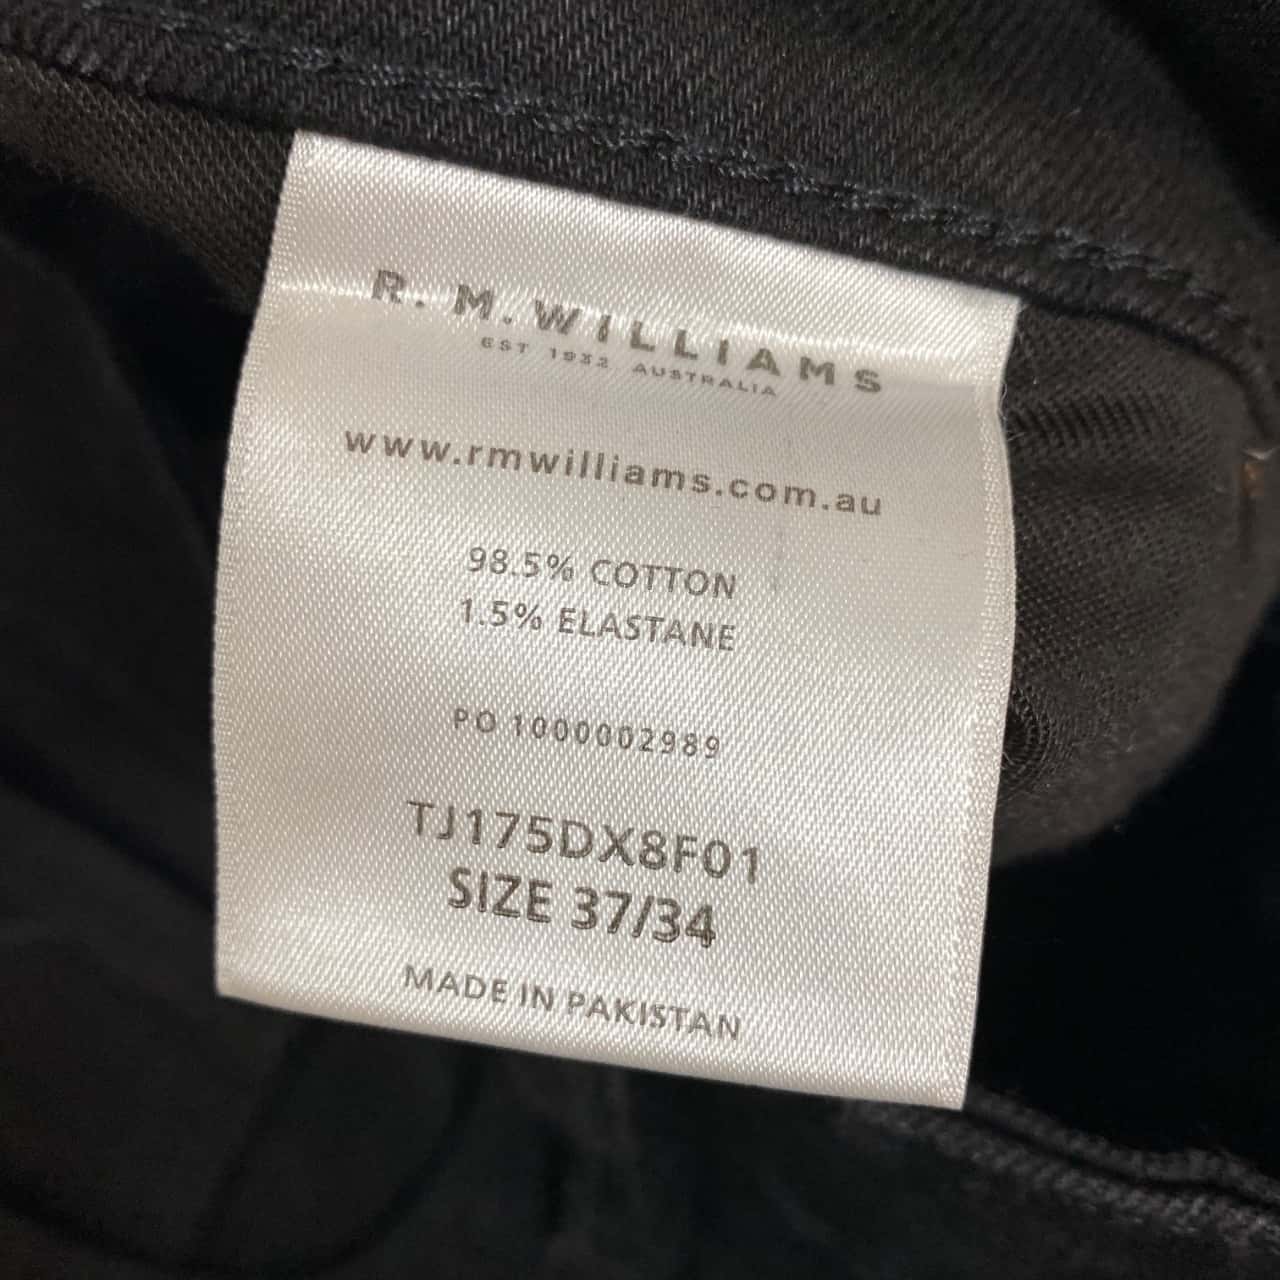 R. M. WILLIAMS
EST 1932 AUSTRALIA
www.rmwilliams.com.au
98.5% COTTON
1.5% ELASTANE
PO 1000002989
TJ175DX8F01
SIZE 37/34
MADE IN PAKISTAN